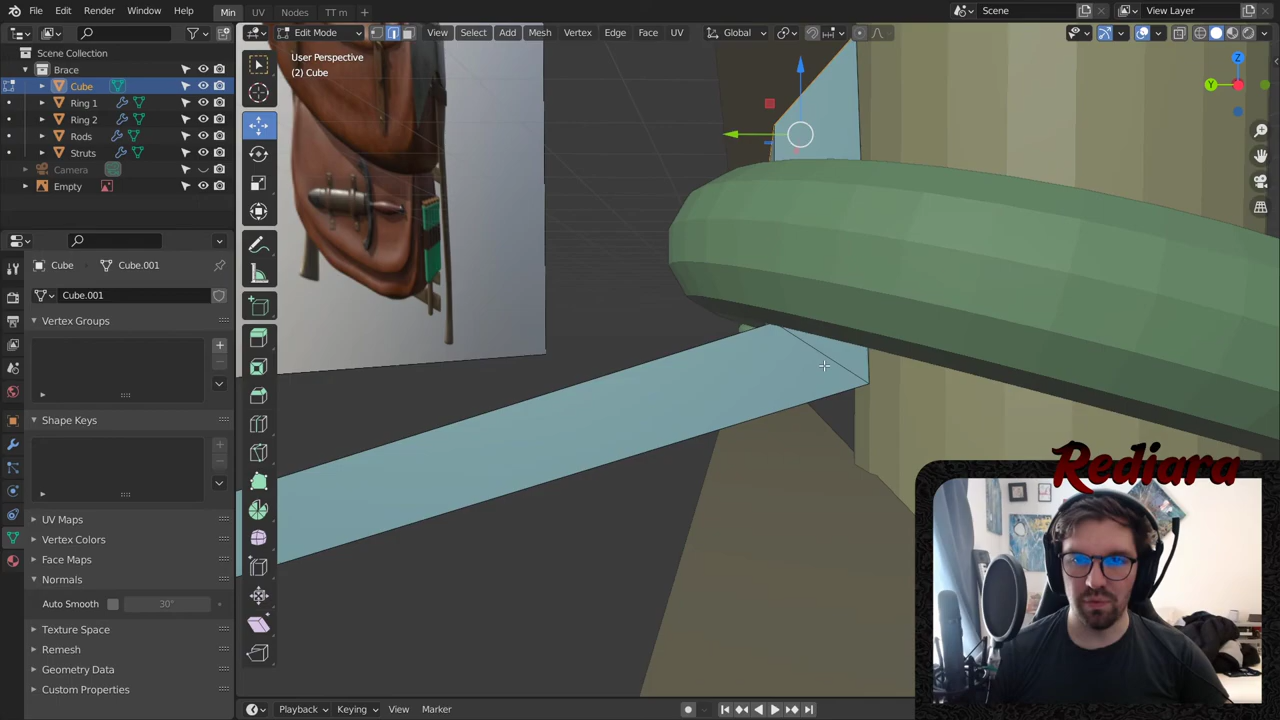 File Edit Render Window Help
Min UV Nodes TT m +
Scene
View Layer
Edit Mode View Select Add Mesh Vertex Edge Face UV
Global
Scene Collection
Brace
Cube
Ring 1
Ring 2
Rods
Struts
Camera
Empty
User Perspective
(2) Cube
Z
Y
Cube > Cube.001
Cube.001
Vertex Groups
Shape Keys
UV Maps
Vertex Colors
Face Maps
Normals
Auto Smooth 30°
Texture Space
Remesh
Geometry Data
Custom Properties
Rediara
Playback Keying View Marker